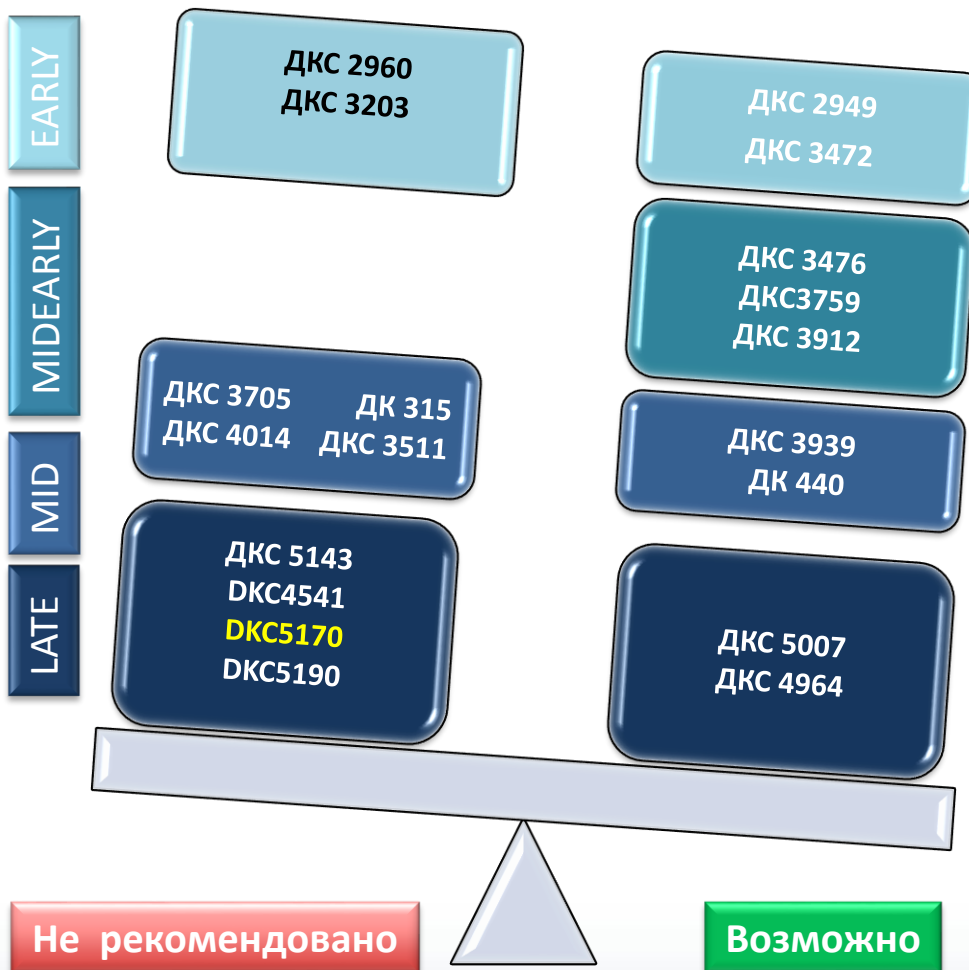 EARLY
MIDEARLY
MID
LATE
ДКС 2960
ДКС 3203
ДКС 3705 ДК 315
ДКС 4014 ДКС 3511
ДКС 5143
DKC4541
DKC5170
DKC5190
ДКС 2949
ДКС 3472
ДКС 3476
ДКС3759
ДКС 3912
ДКС 3939
ДК 440
ДКС 5007
ДКС 4964
Не рекомендовано
Возможно